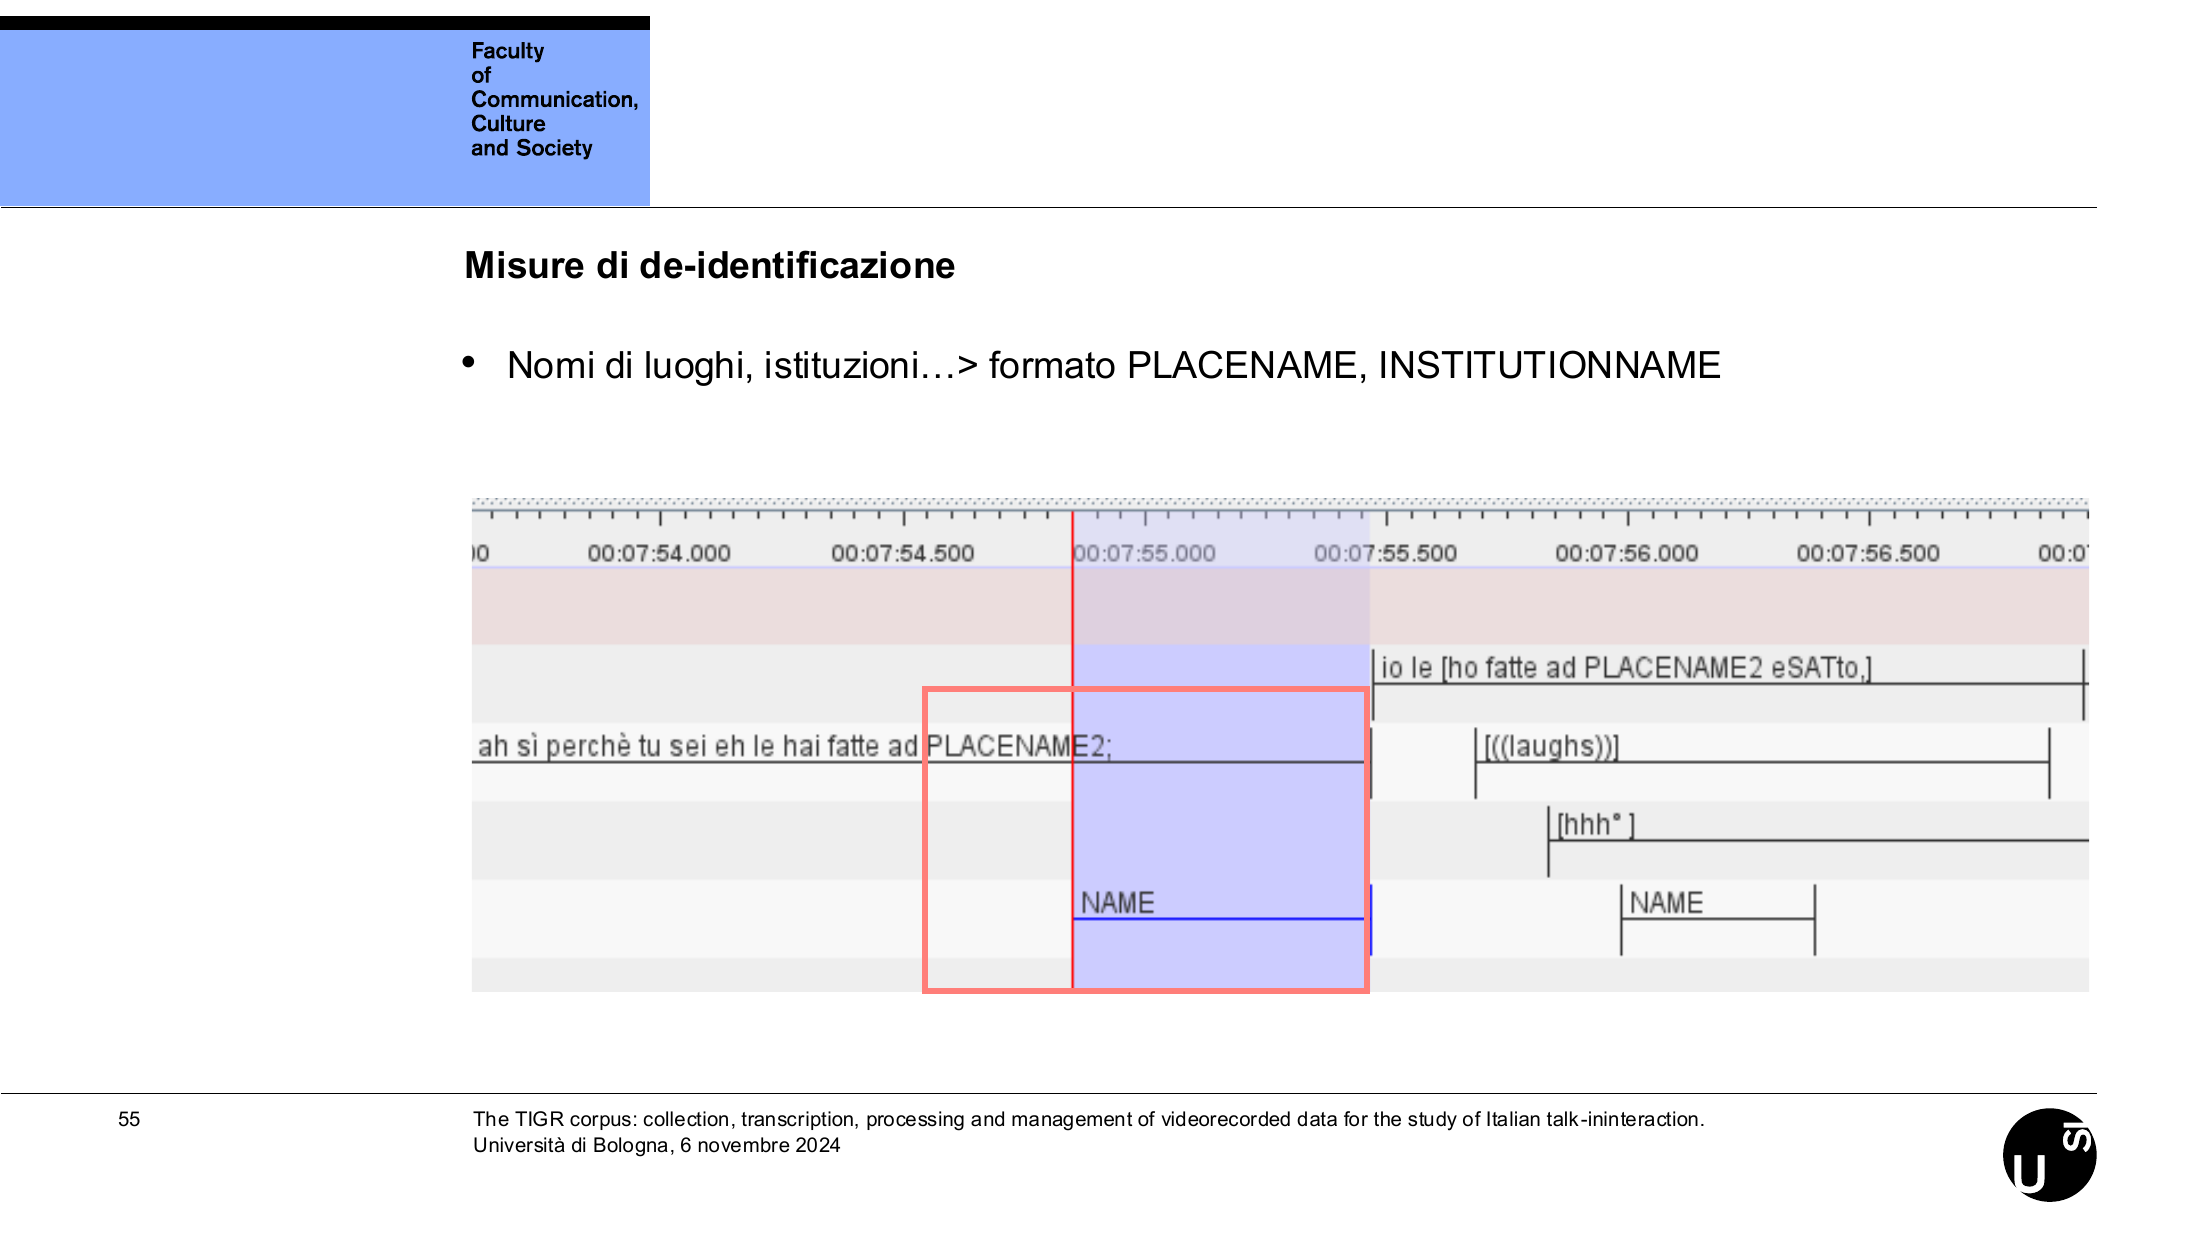 Faculty
of
Communication,
Culture
and Society
Misure di de-identificazione
• Nomi di luoghi, istituzioni…> formato PLACENAME, INSTITUTIONNAME
00:07:54.000 00:07:54.500 00:07:55.000 00:07:55.500 00:07:56.000 00:07:56.500
io le [ho fatte ad PLACENAME2 eSATto,]
ah sì perchè tu sei eh le hai fatte ad PLACENAME2; [((laughs))]
[hhh° ]
NAME NAME
55
The TIGR corpus: collection, transcription, processing and management of videorecorded data for the study of Italian talk-ininteraction.
Università di Bologna, 6 novembre 2024
USI